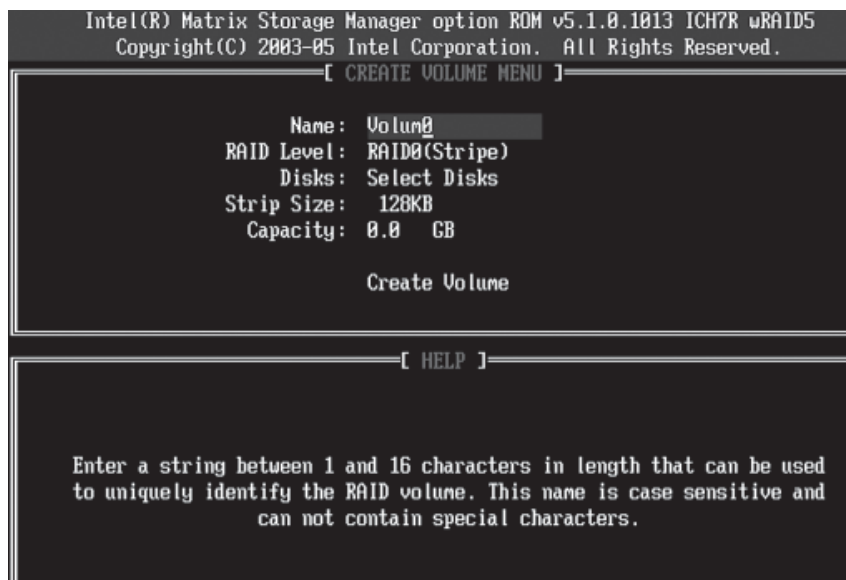 Intel(R) Matrix Storage Manager option ROM v5.1.0.1013 ICH7R wRAID5
Copyright(C) 2003-05 Intel Corporation. All Rights Reserved.
[ CREATE VOLUME MENU ]
Name: Volum0
RAID Level: RAID0(Stripe)
Disks: Select Disks
Strip Size: 128KB
Capacity: 0.0 GB
Create Volume
[ HELP ]
Enter a string between 1 and 16 characters in length that can be used
to uniquely identify the RAID volume. This name is case sensitive and
can not contain special characters.